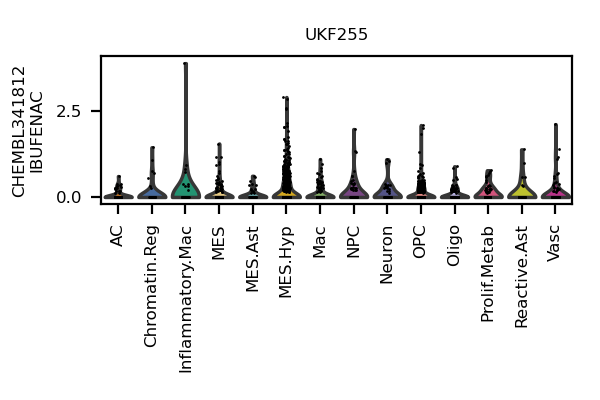 UKF255
CHEMBL341812
IBUFENAC
2.5
0.0
AC
Chromatin.Reg
Inflammatory.Mac
MES
MES.Ast
MES.Hyp
Mac
NPC
Neuron
OPC
Oligo
Prolif.Metab
Reactive.Ast
Vasc